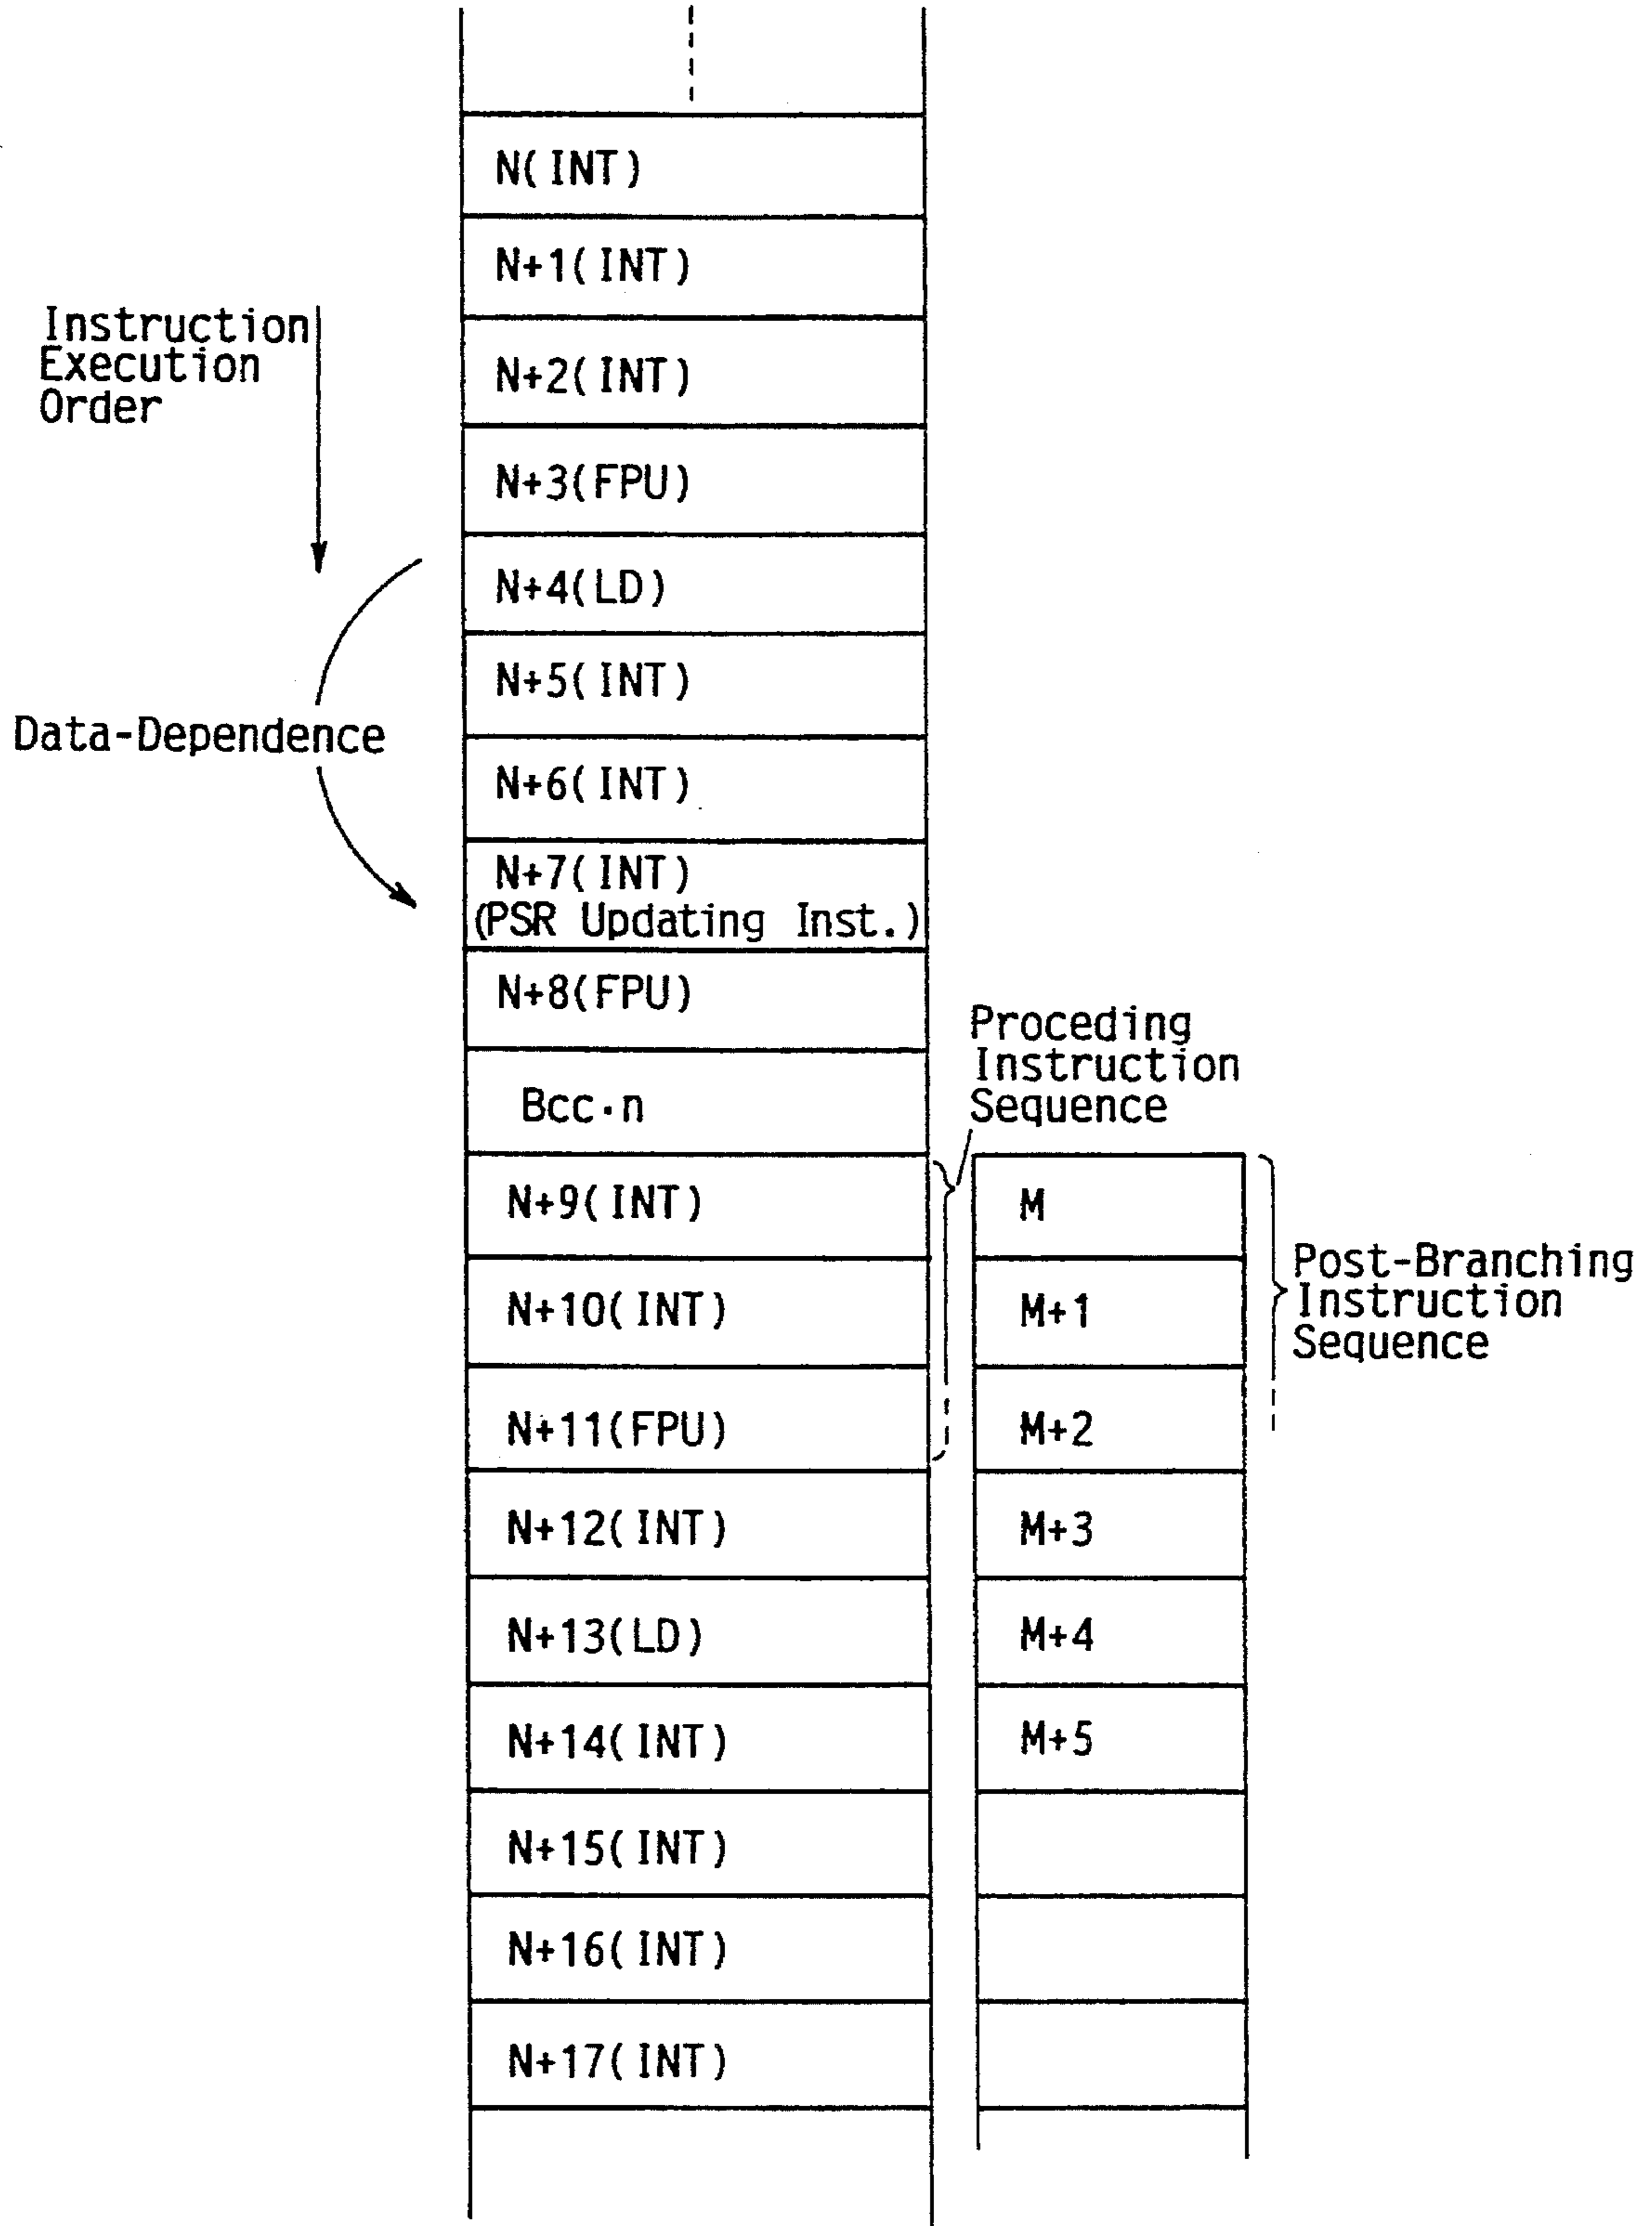 N(INT)
N+1(INT)
Instruction
Execution
Order
N+2(INT)
N+3(FPU)
N+4(LD)
N+5(INT)
Data-Dependence
N+6(INT)
N+7(INT)
(PSR Updating Inst.)
N+8(FPU)
Proceding
Instruction
Sequence
Bcc·n
N+9(INT)
M
N+10(INT)
M+1
Post-Branching
Instruction
Sequence
N+11(FPU)
M+2
N+12(INT)
M+3
N+13(LD)
M+4
N+14(INT)
M+5
N+15(INT)
N+16(INT)
N+17(INT)